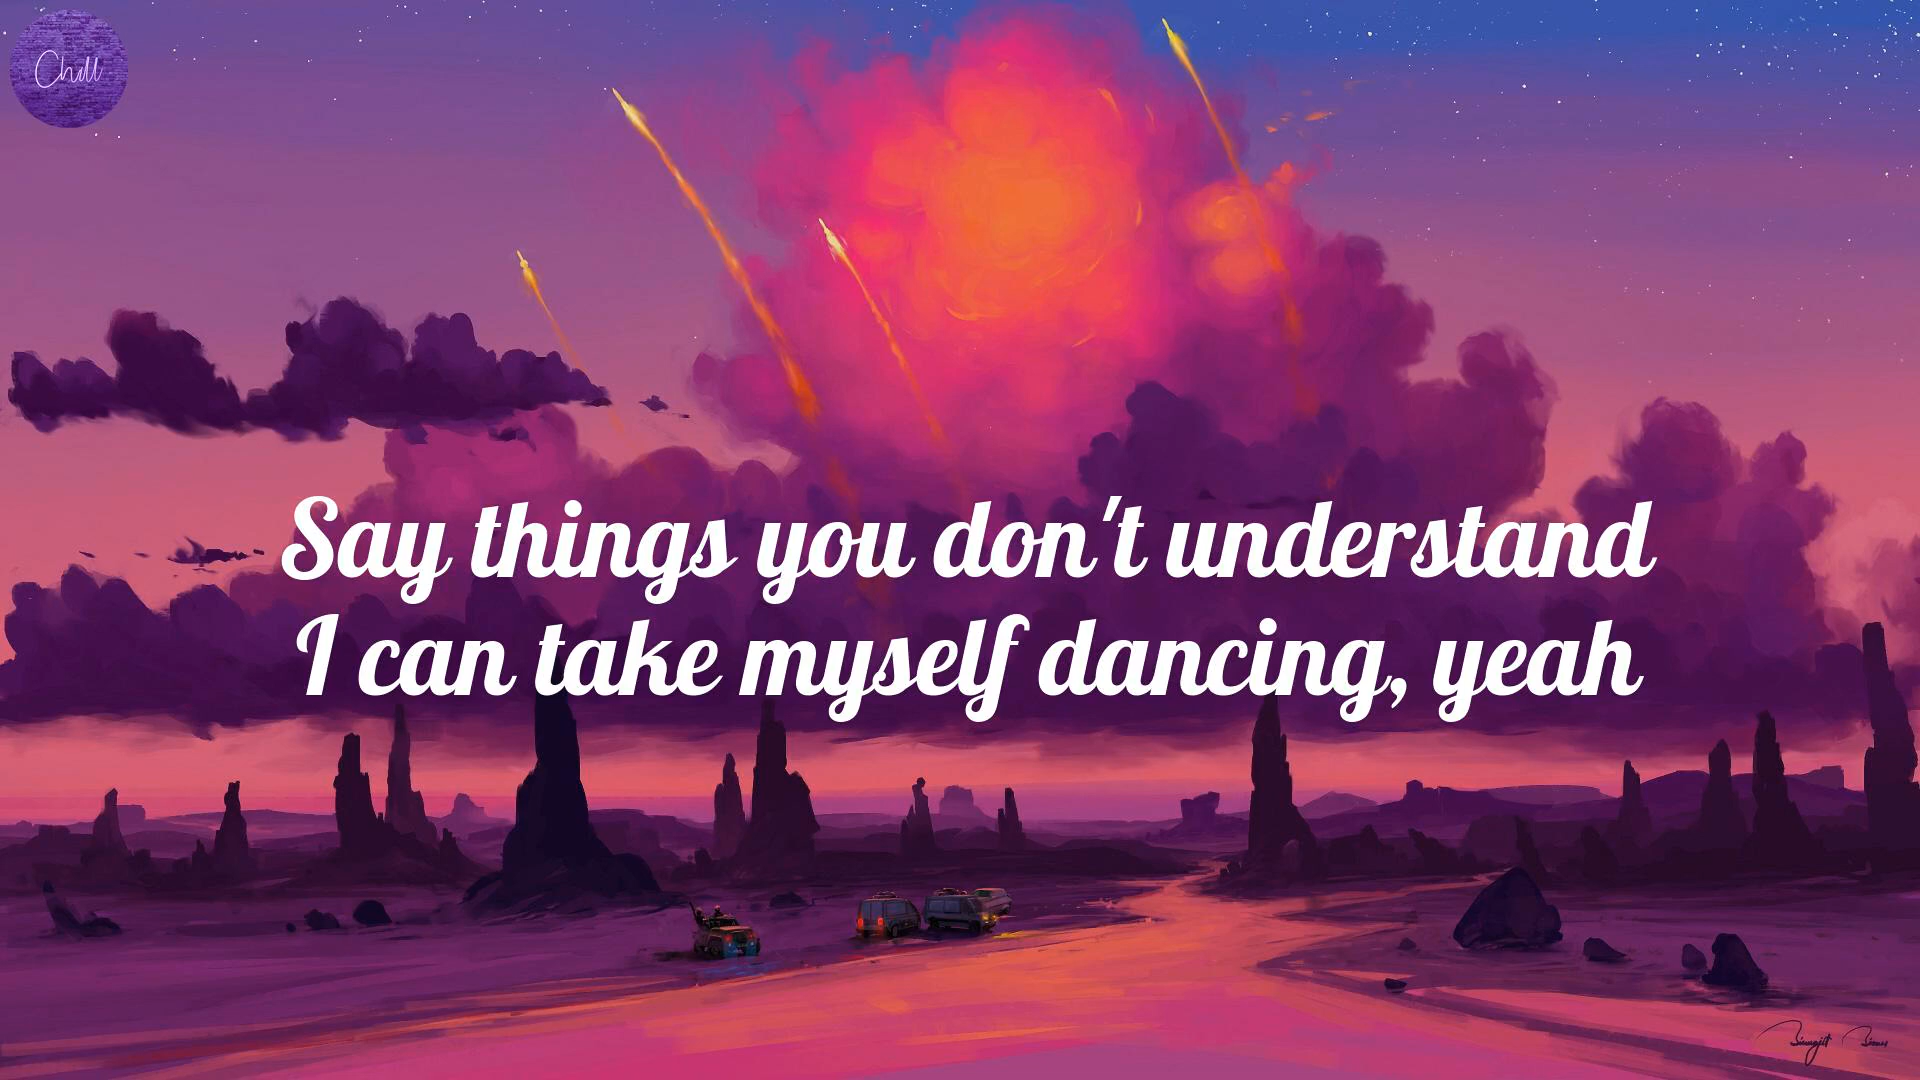 Chill
Say things you don't understand
I can take myself dancing, yeah